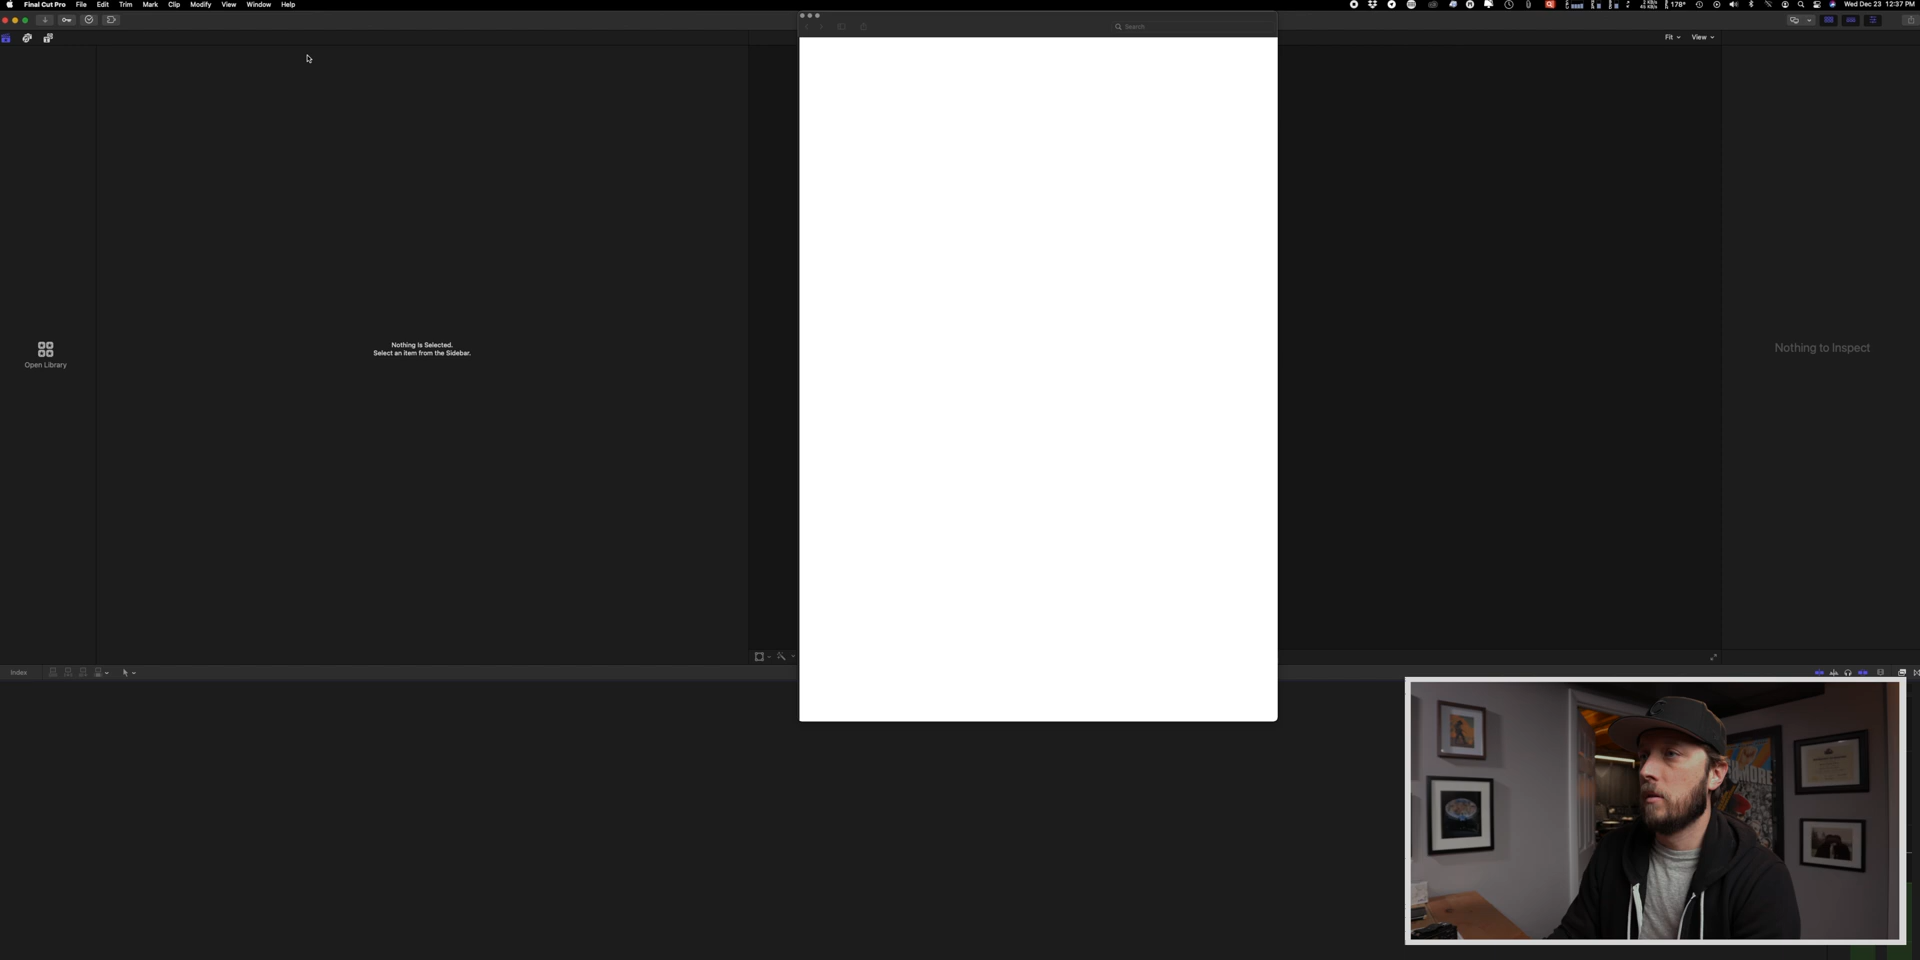 Final Cut Pro File Edit Trim Mark Clip Modify View Window Help
178° Wed Dec 23 12:37 PM
Search
Fit View
Nothing Is Selected.
Select an item from the Sidebar.
Open Library
Nothing to Inspect
Index